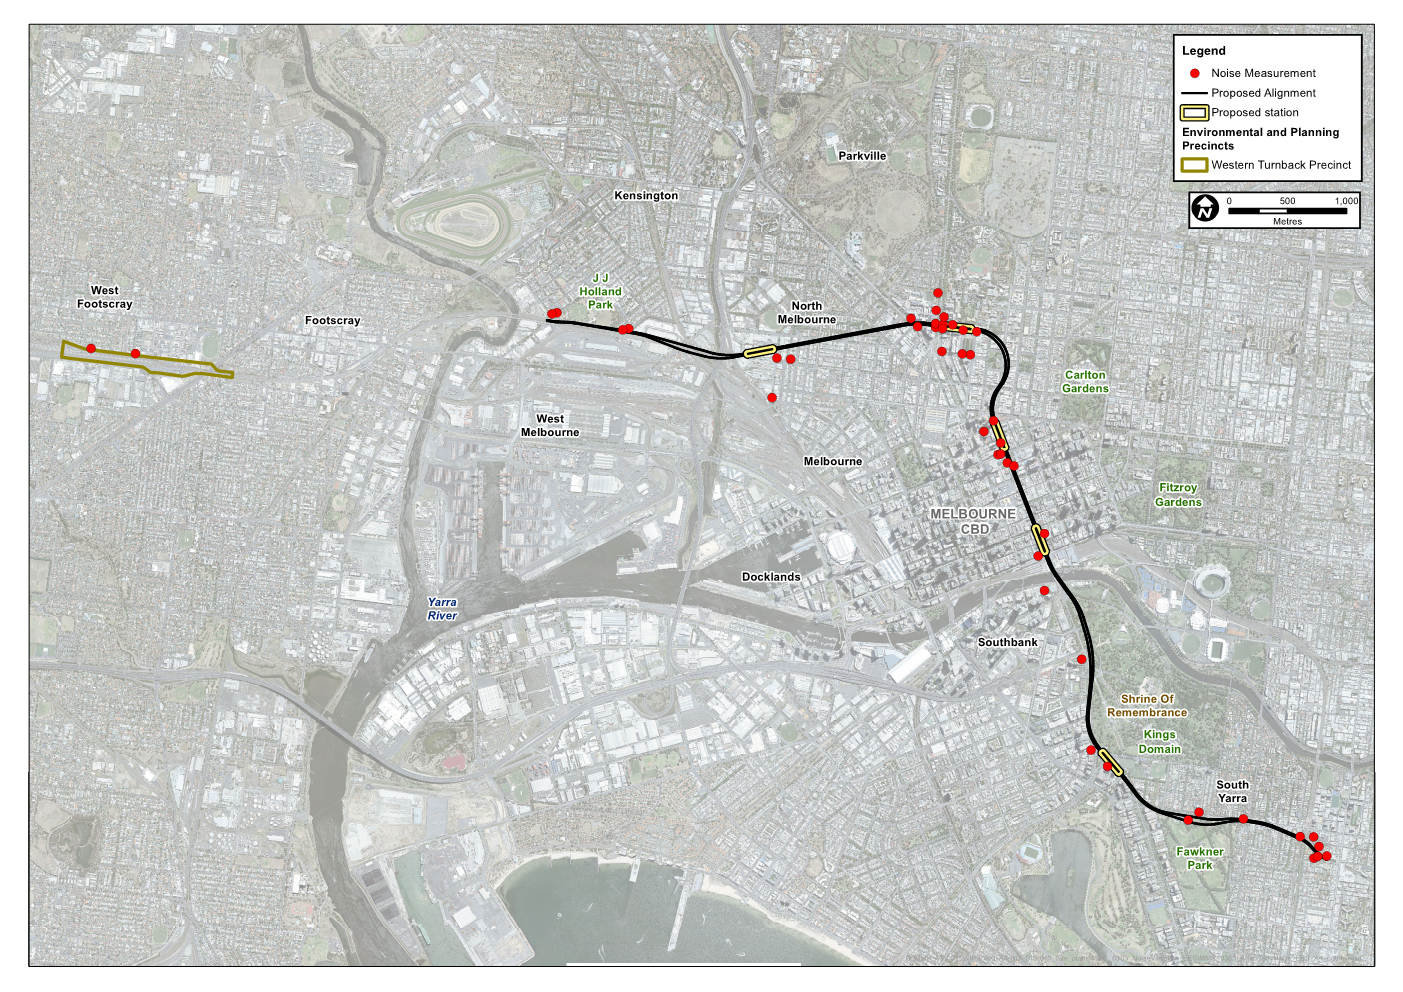 Legend
Noise Measurement
Proposed Alignment
Proposed station
Environmental and Planning
Precincts
Western Turnback Precinct
N
0 500 1,000
Metres
Parkville
Kensington
J J
Holland
Park
West
Footscray
Footscray
North
Melbourne
Carlton
Gardens
West
Melbourne
Melbourne
Fitzroy
Gardens
MELBOURNE
CBD
Docklands
Yarra
River
Southbank
Shrine Of
Remembrance
Kings
Domain
South
Yarra
Fawkner
Park